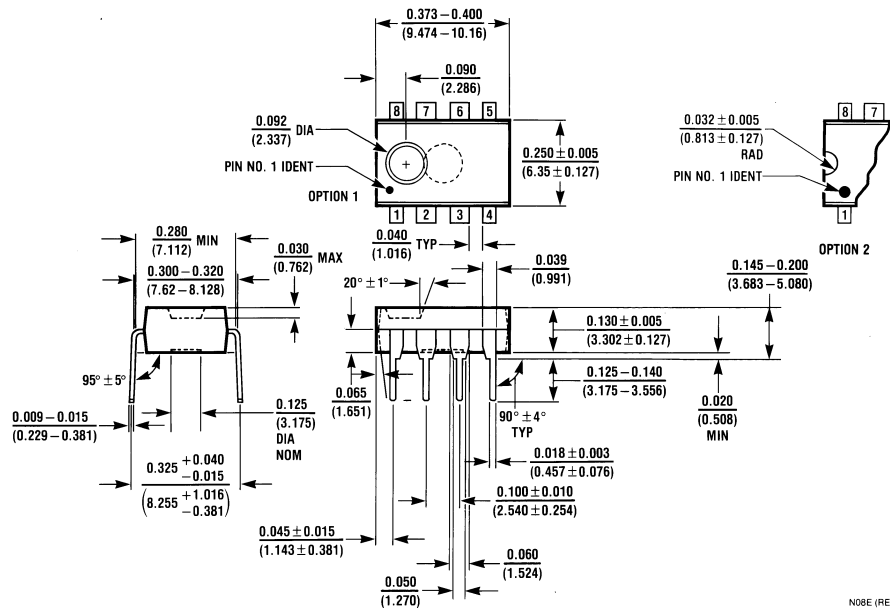 0.373 – 0.400
(9.474 – 10.16)
0.090
(2.286)
8 7 6 5
0.092 DIA
(2.337)
PIN NO. 1 IDENT
OPTION 1
1 2 3 4
0.250 ± 0.005
(6.35 ± 0.127)
8 7
0.032 ± 0.005
(0.813 ± 0.127)
RAD
PIN NO. 1 IDENT
1
OPTION 2
0.280 MIN
(7.112)
0.300 – 0.320
(7.62 – 8.128)
0.030 MAX
(0.762)
0.040 TYP
(1.016)
20° ± 1°
0.039
(0.991)
0.145 – 0.200
(3.683 – 5.080)
0.130 ± 0.005
(3.302 ± 0.127)
95° ± 5°
0.009 – 0.015
(0.229 – 0.381)
0.125
(3.175)
DIA
NOM
0.065
(1.651)
90° ± 4°
TYP
0.125 – 0.140
(3.175 – 3.556)
0.020
(0.508)
MIN
0.325 +0.040
–0.015
(8.255 +1.016
–0.381)
0.018 ± 0.003
(0.457 ± 0.076)
0.100 ± 0.010
(2.540 ± 0.254)
0.045 ± 0.015
(1.143 ± 0.381)
0.060
(1.524)
0.050
(1.270)
N08E (RE